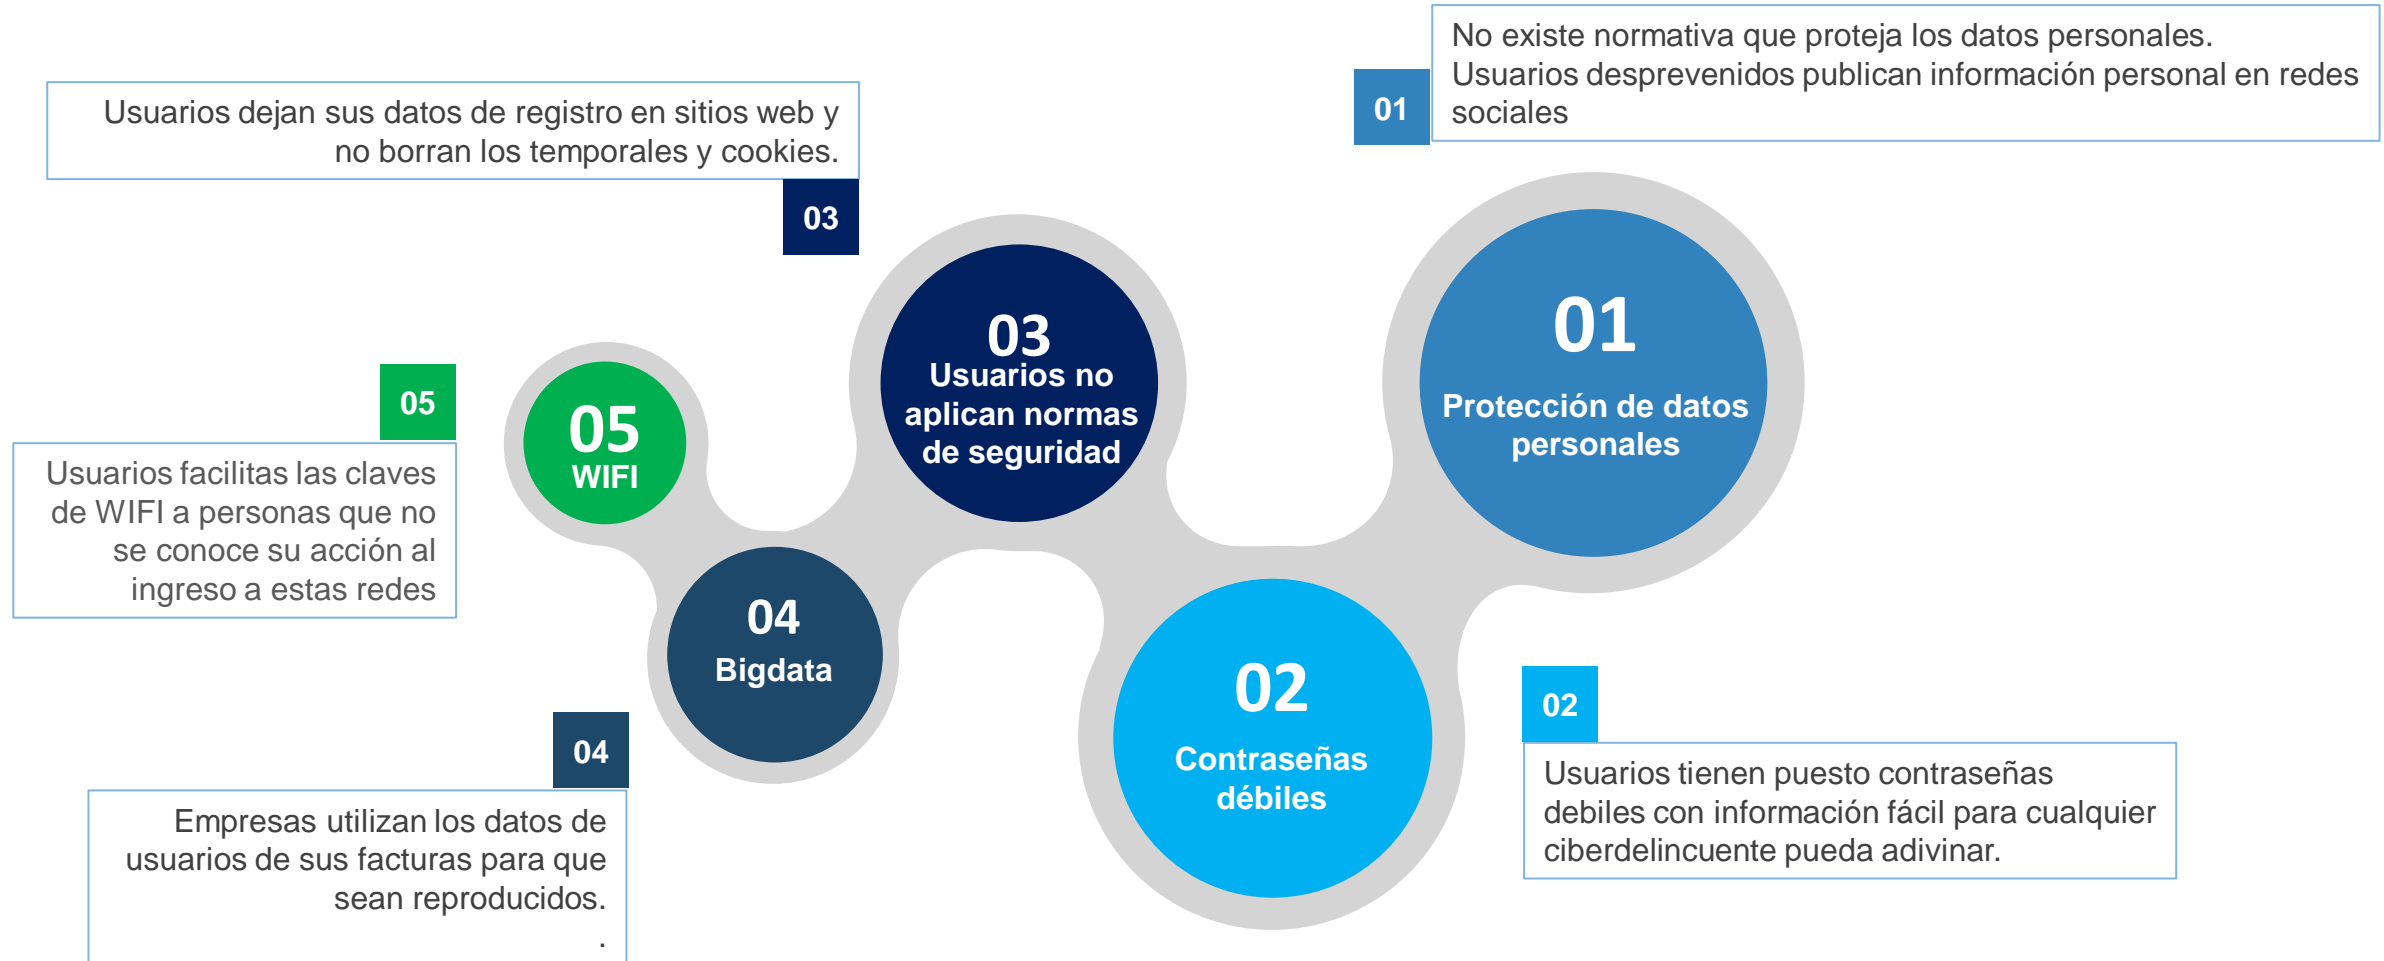 01
No existe normativa que proteja los datos personales.
Usuarios desprevenidos publican información personal en redes
sociales
Usuarios dejan sus datos de registro en sitios web y
no borran los temporales y cookies.
03
01
Protección de datos
personales
03
Usuarios no
aplican normas
de seguridad
05
05
WIFI
Usuarios facilitas las claves
de WIFI a personas que no
se conoce su acción al
ingreso a estas redes
04
Bigdata
02
Contraseñas
débiles
02
Usuarios tienen puesto contraseñas
debiles con información fácil para cualquier
ciberdelincuente pueda adivinar.
04
Empresas utilizan los datos de
usuarios de sus facturas para que
sean reproducidos.
.